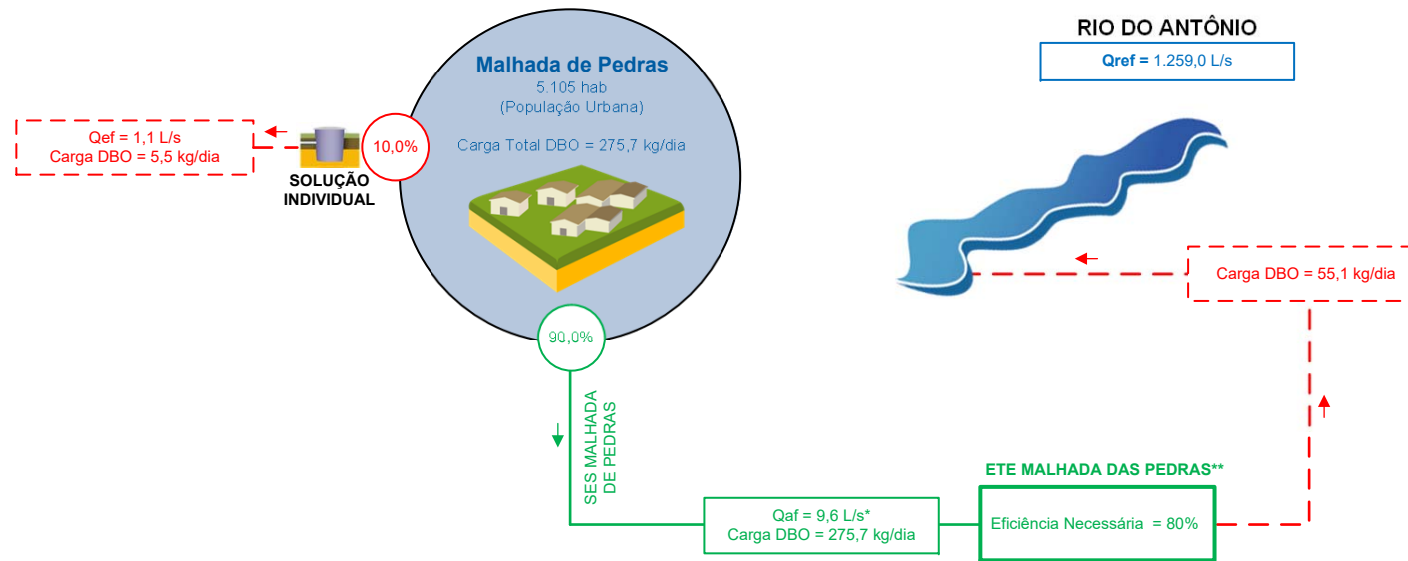 RIO DO ANTÔNIO
Qref = 1.259,0 L/s
Malhada de Pedras
5.105 hab
(População Urbana)
Carga Total DBO = 275,7 kg/dia
Qef = 1,1 L/s
Carga DBO = 5,5 kg/dia
10,0%
SOLUÇÃO
INDIVIDUAL
Carga DBO = 55,1 kg/dia
90,0%
SES MALHADA
DE PEDRAS
ETE MALHADA DAS PEDRAS**
Qaf = 9,6 L/s*
Carga DBO = 275,7 kg/dia
Eficiência Necessária = 80%